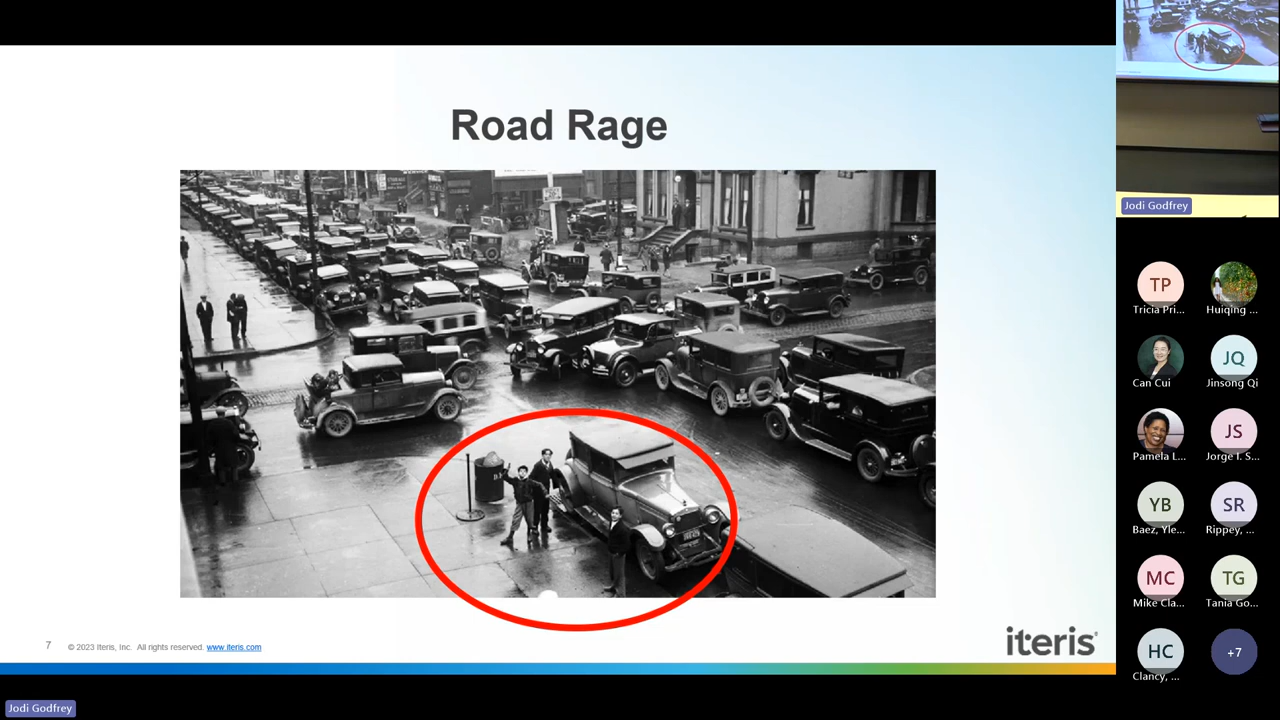 Road Rage
7 © 2023 Iteris, Inc. All rights reserved. www.iteris.com
iteris
Jodi Godfrey
Jodi Godfrey
TP
Tricia Pri...
Huiqing ...
Can Cui
JQ
Jinsong Qi
Pamela L...
JS
Jorge I. S...
YB
Baez, Yle...
SR
Rippey, ...
MC
Mike Cla...
TG
Tania Go...
HC
Clancy, ...
+7